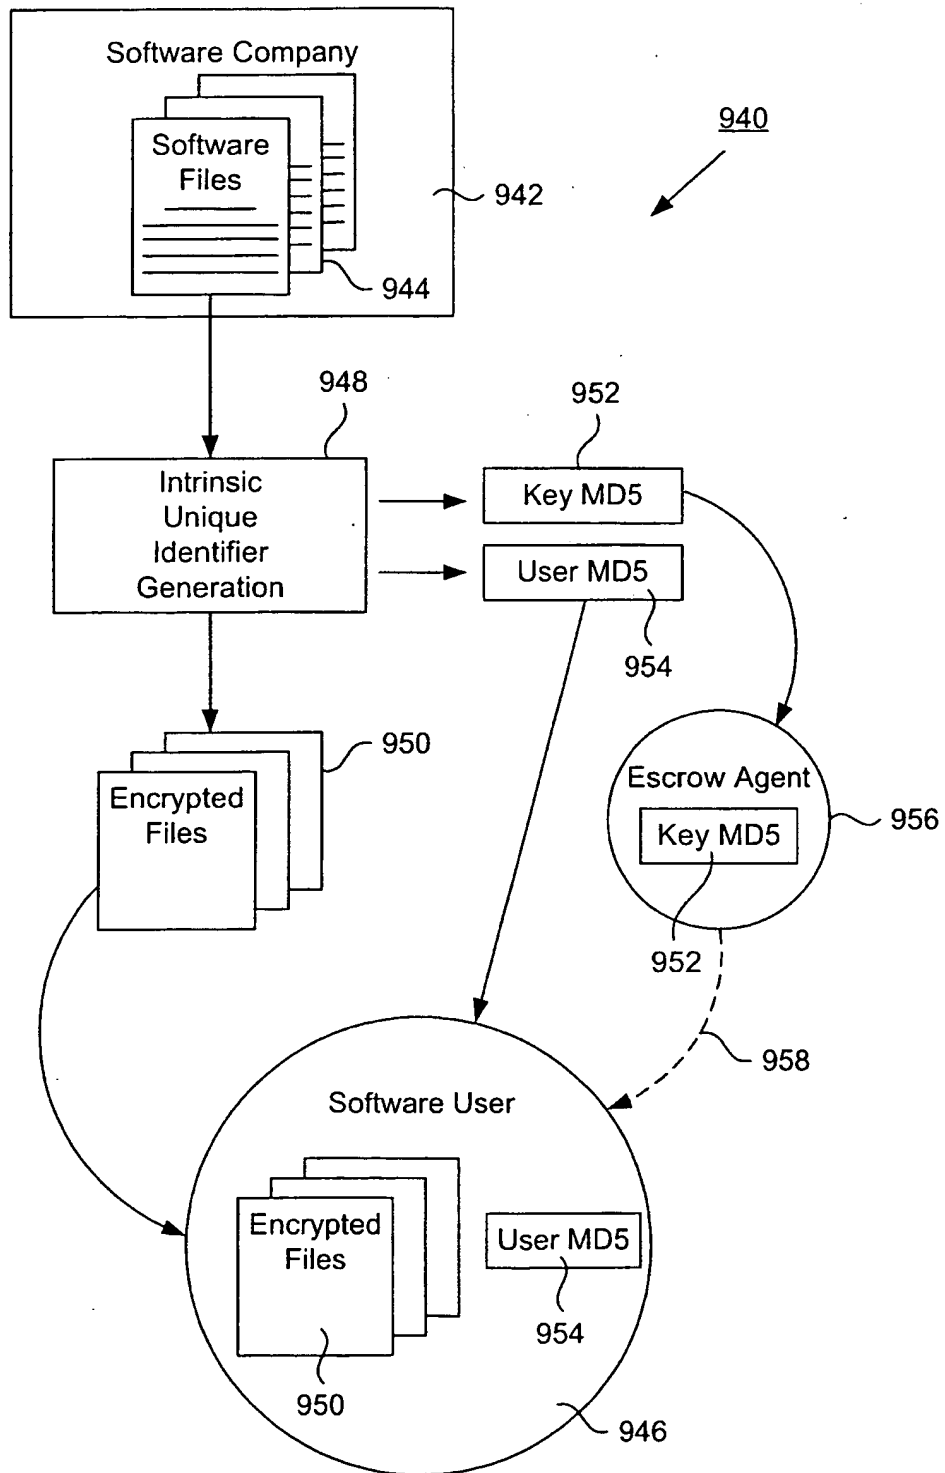 Software Company
Software
Files
940
942
944
948
952
Intrinsic
Unique
Identifier
Generation
Key MD5
User MD5
954
950
Encrypted
Files
Escrow Agent
Key MD5
956
952
958
Software User
Encrypted
Files
User MD5
954
950
946